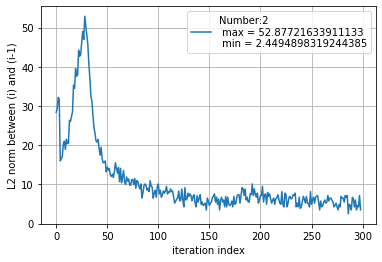 Number:2
max = 52.87721633911133
min = 2.4494898319244385
L2 norm between (i) and (i-1)
50
40
30
20
10
0
0 50 100 150 200 250 300
iteration index